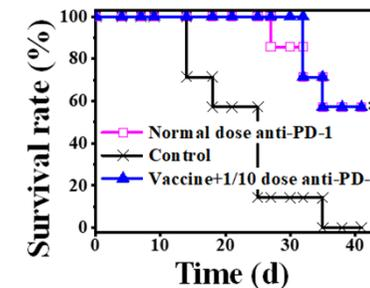 100
80
60
40
20
0
Survival rate (%)
Normal dose anti-PD-1
Control
Vaccine+1/10 dose anti-PD-
0 10 20 30 40
Time (d)